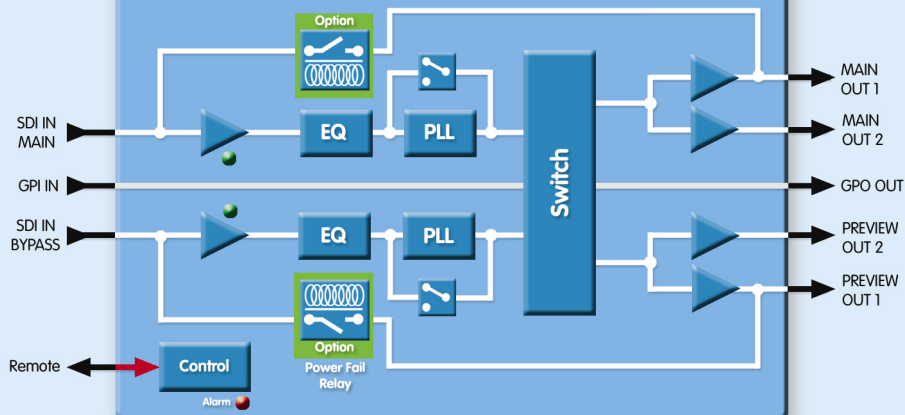 Option
MAIN
OUT 1
SDI IN
MAIN
EQ
PLL
MAIN
OUT 2
Switch
GPI IN
GPO OUT
SDI IN
BYPASS
EQ
PLL
PREVIEW
OUT 2
PREVIEW
OUT 1
Option
Power Fail
Relay
Remote
Control
Alarm